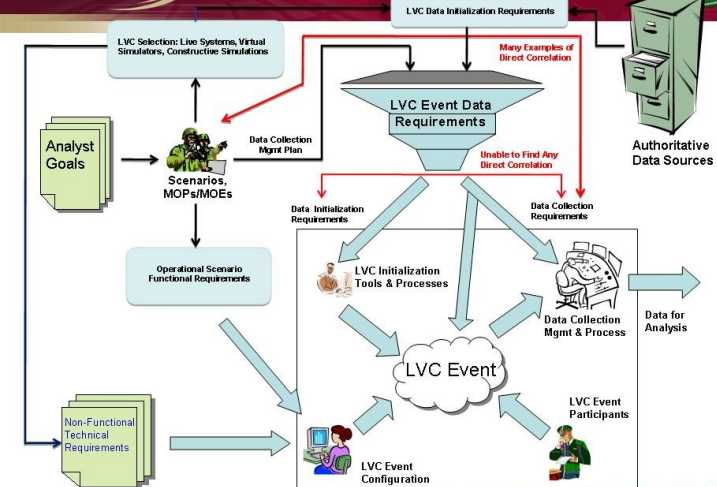 LVC Data Initialization Requirements
LVC Selection: Live Systems, Virtual
Simulators, Constructive Simulations
Many Examples of
Direct Correlation
LVC Event Data
Requirements
Authoritative
Data Sources
Analyst
Goals
Data Collection
Mgmt Plan
Scenarios,
MOPs/MOEs
Unable to Find Any
Direct Correlation
Data Initialization
Requirements
Data Collection
Requirements
Operational Scenario
Functional Requirements
LVC Initialization
Tools & Processes
Data Collection
Mgmt & Process
Data for
Analysis
LVC Event
LVC Event
Participants
Non-Functional
Technical
Requirements
LVC Event
Configuration